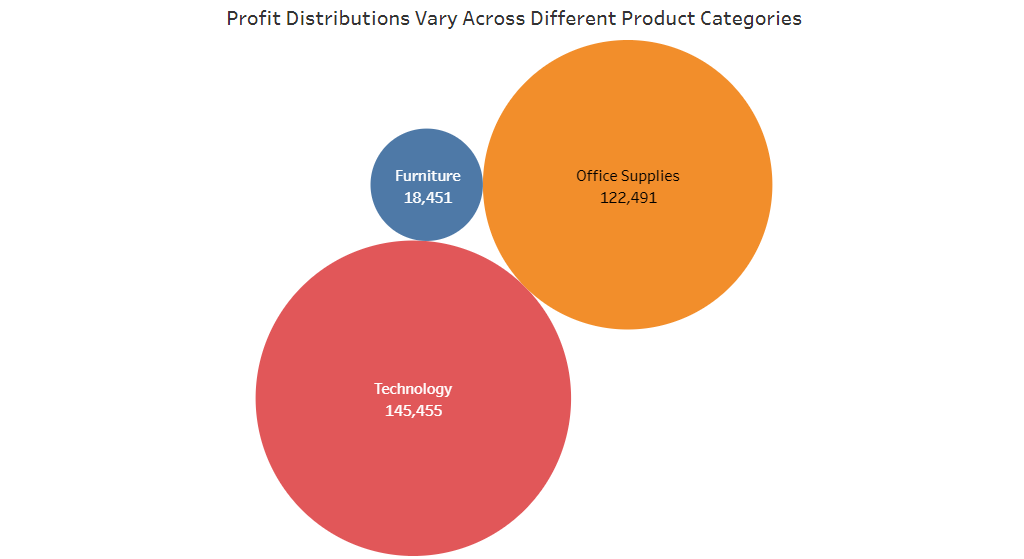 Profit Distributions Vary Across Different Product Categories
Furniture
18,451
Office Supplies
122,491
Technology
145,455